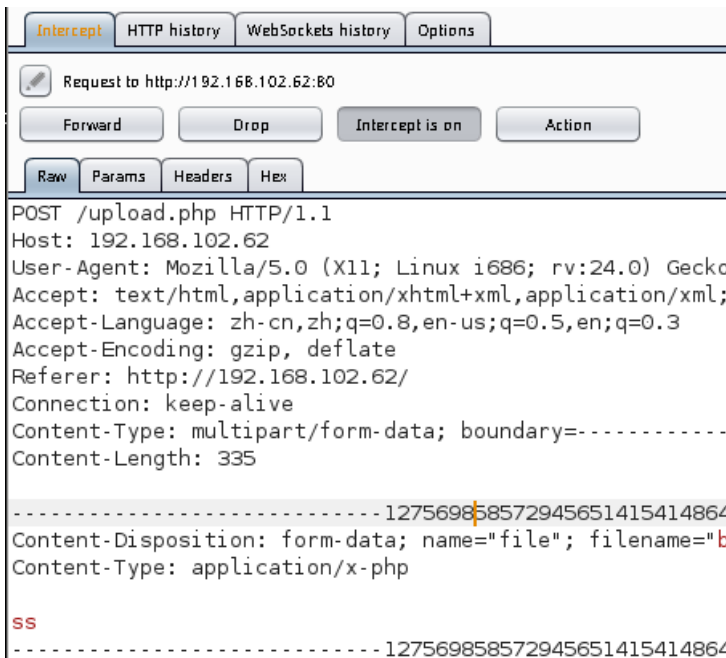 Intercept HTTP history WebSockets history Options
Request to http://192.168.102.62:80
Forward Drop Intercept is on Action
Raw Params Headers Hex
POST /upload.php HTTP/1.1
Host: 192.168.102.62
User-Agent: Mozilla/5.0 (X11; Linux i686; rv:24.0) Gecko
Accept: text/html,application/xhtml+xml,application/xml;
Accept-Language: zh-cn,zh;q=0.8,en-us;q=0.5,en;q=0.3
Accept-Encoding: gzip, deflate
Referer: http://192.168.102.62/
Connection: keep-alive
Content-Type: multipart/form-data; boundary=------------
Content-Length: 335
-----------------------------127569858572945651415414864
Content-Disposition: form-data; name="file"; filename="b
Content-Type: application/x-php
ss
-----------------------------127569858572945651415414864